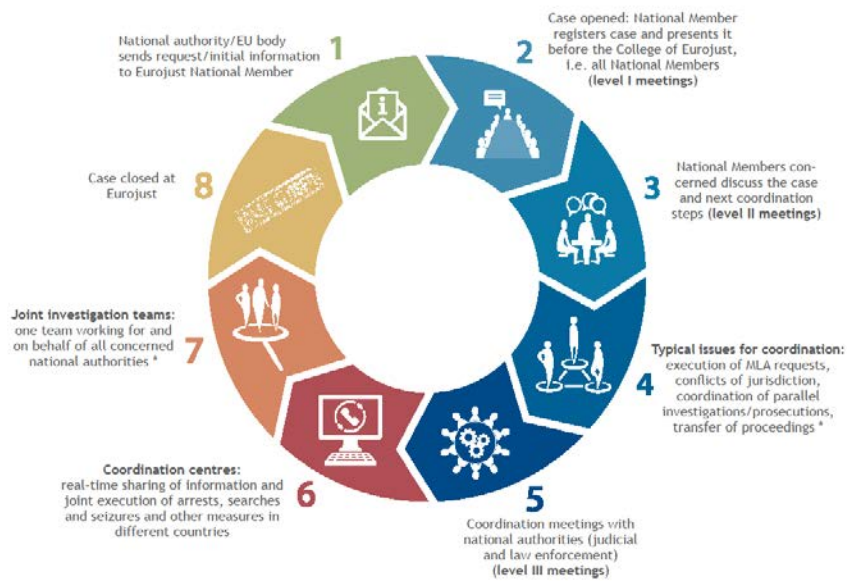 National authority/EU body
sends request/initial information
to Eurojust National Member
1
2
Case opened: National Member
registers case and presents it
before the College of Eurojust,
i.e. all National Members
(level I meetings)
3
National Members con-
cerned discuss the case
and next coordination
steps (level II meetings)
4
Typical issues for coordination:
execution of MLA requests,
conflicts of jurisdiction,
coordination of parallel
investigations/prosecutions,
transfer of proceedings *
5
Coordination meetings with
national authorities (judicial
and law enforcement)
(level III meetings)
6
Coordination centres:
real-time sharing of information and
joint execution of arrests, searches
and seizures and other measures in
different countries
7
Joint investigation teams:
one team working for and
on behalf of all concerned
national authorities *
8
Case closed at
Eurojust